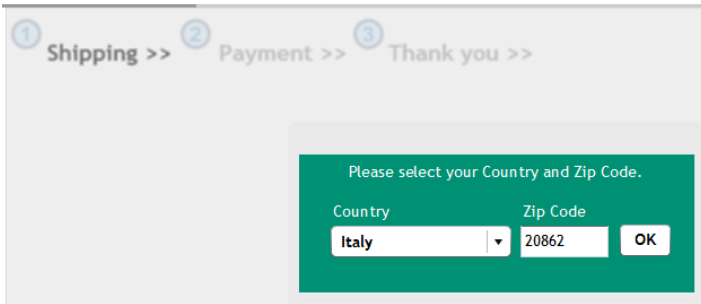 1 Shipping >> 2 Payment >> 3 Thank you >>
Please select your Country and Zip Code.
Country Zip Code
Italy 20862 OK